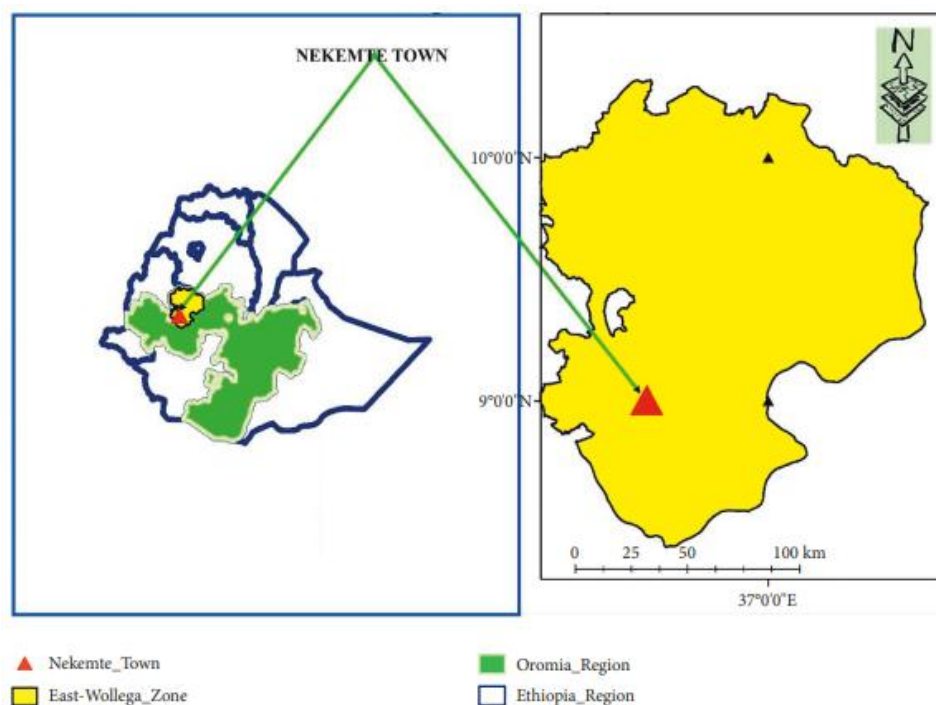 NEKEMTE TOWN
N
10°0'0"N
9°0'0"N
0 25 50 100 km
37°0'0"E
Nekemte_Town
East-Wollega_Zone
Oromia_Region
Ethiopia_Region